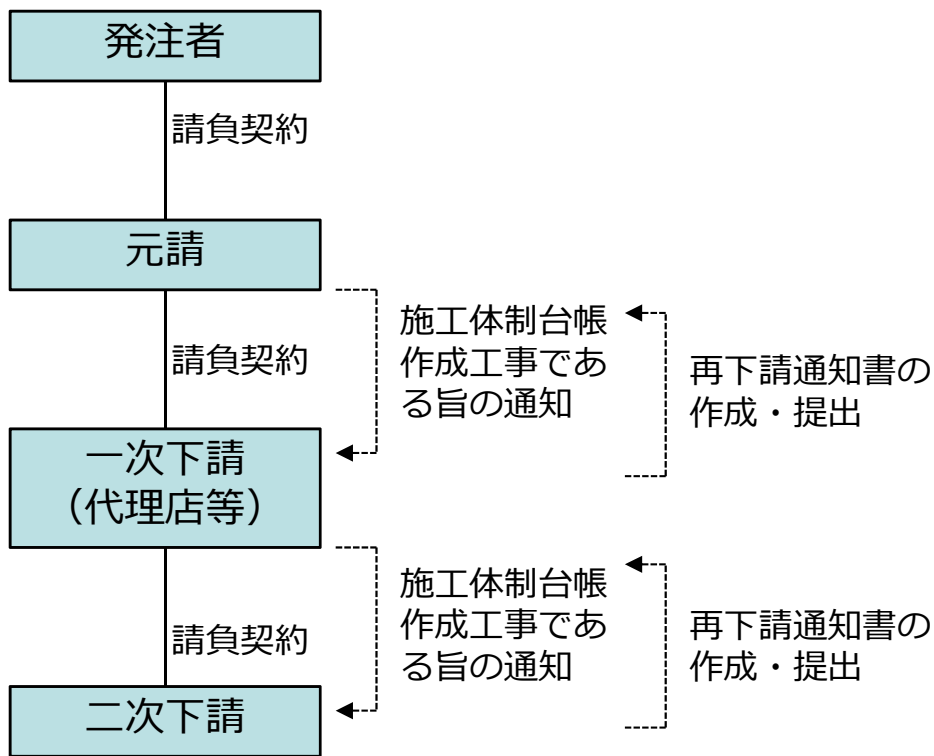 発注者
請負契約
元請
請負契約
施工体制台帳
作成工事であ
る旨の通知
再下請通知書の
作成・提出
一次下請
（代理店等）
請負契約
施工体制台帳
作成工事であ
る旨の通知
再下請通知書の
作成・提出
二次下請